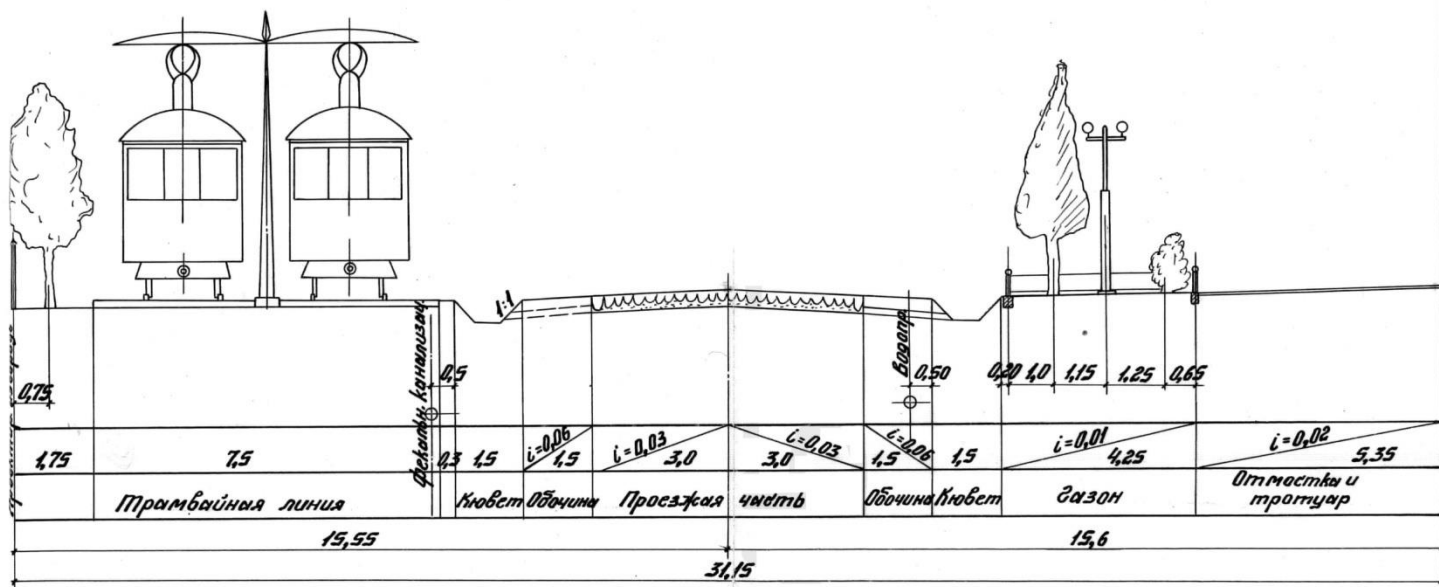 1:1
фекальн. канализац.
Водопр.
0,75
0,5
0,50
0,20 1,0 1,15 1,25 0,65
i=0,06 i=0,03 i=0,03 i=0,06 i=0,01 i=0,02
1,75 7,5 0,3 1,5 1,5 3,0 3,0 1,5 1,5 4,25 5,35
Трамвайная линия Кювет Обочина Проезжая часть Обочина Кювет Газон Отмостка и
тротуар
15,55 15,6
31,15